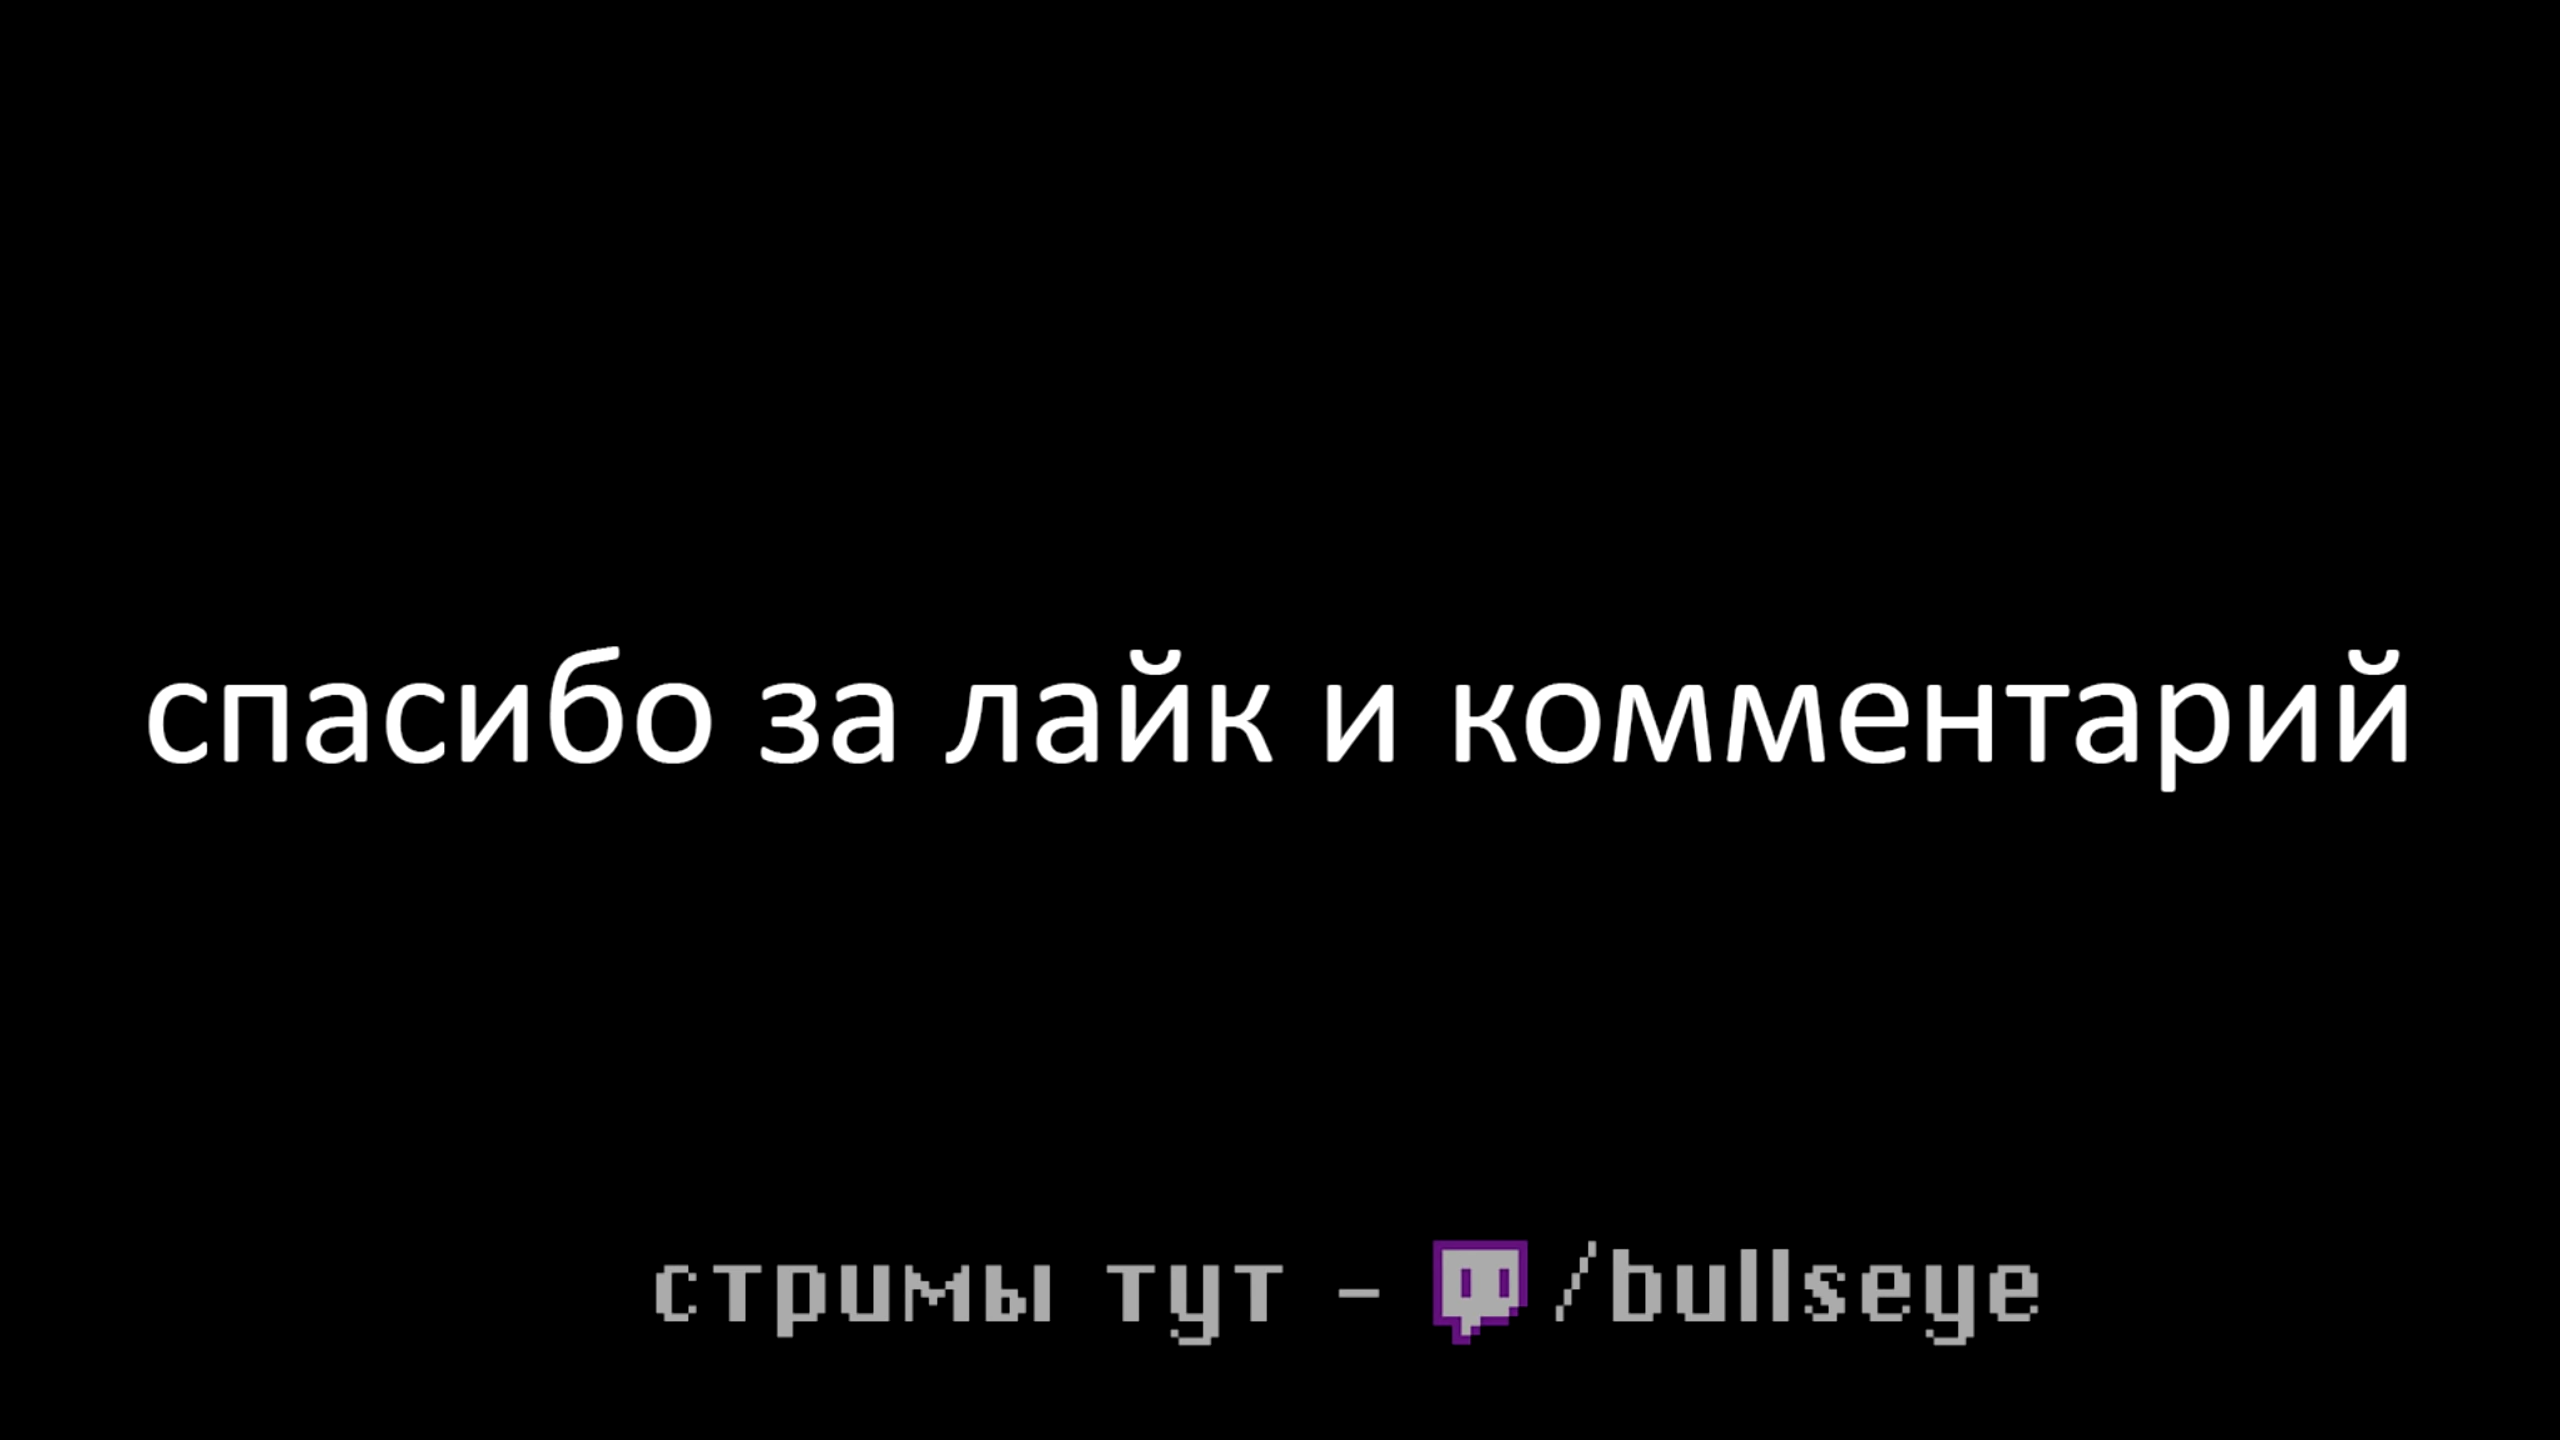 спасибо за лайк и комментарий
стримы тут - /bullseye